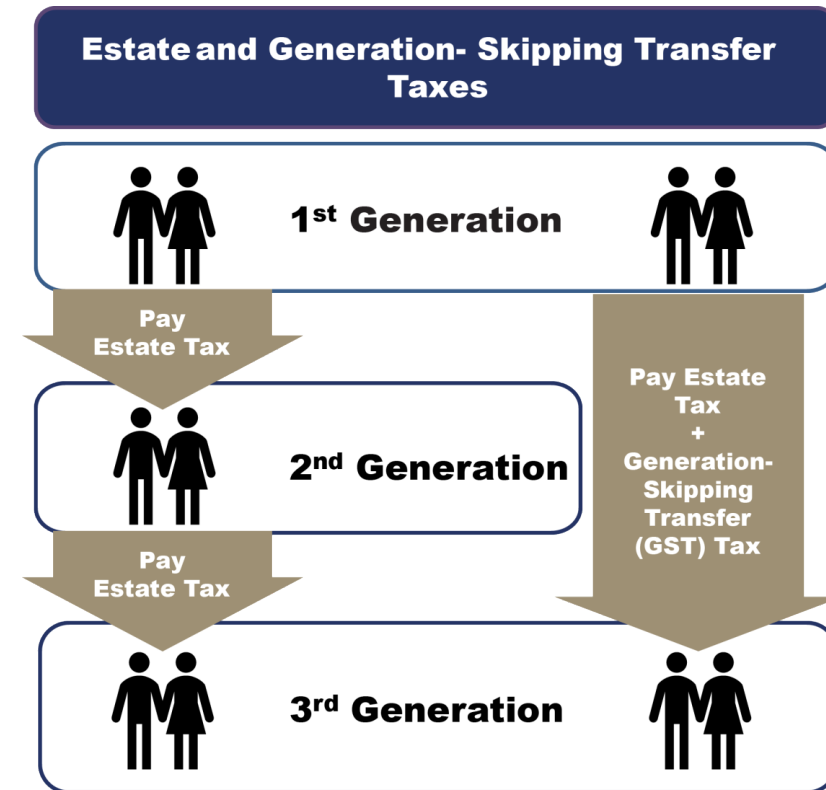 Estate and Generation- Skipping Transfer
Taxes
1st Generation
Pay
Estate Tax
Pay Estate
Tax
+
Generation-
Skipping
Transfer
(GST) Tax
2nd Generation
Pay
Estate Tax
3rd Generation